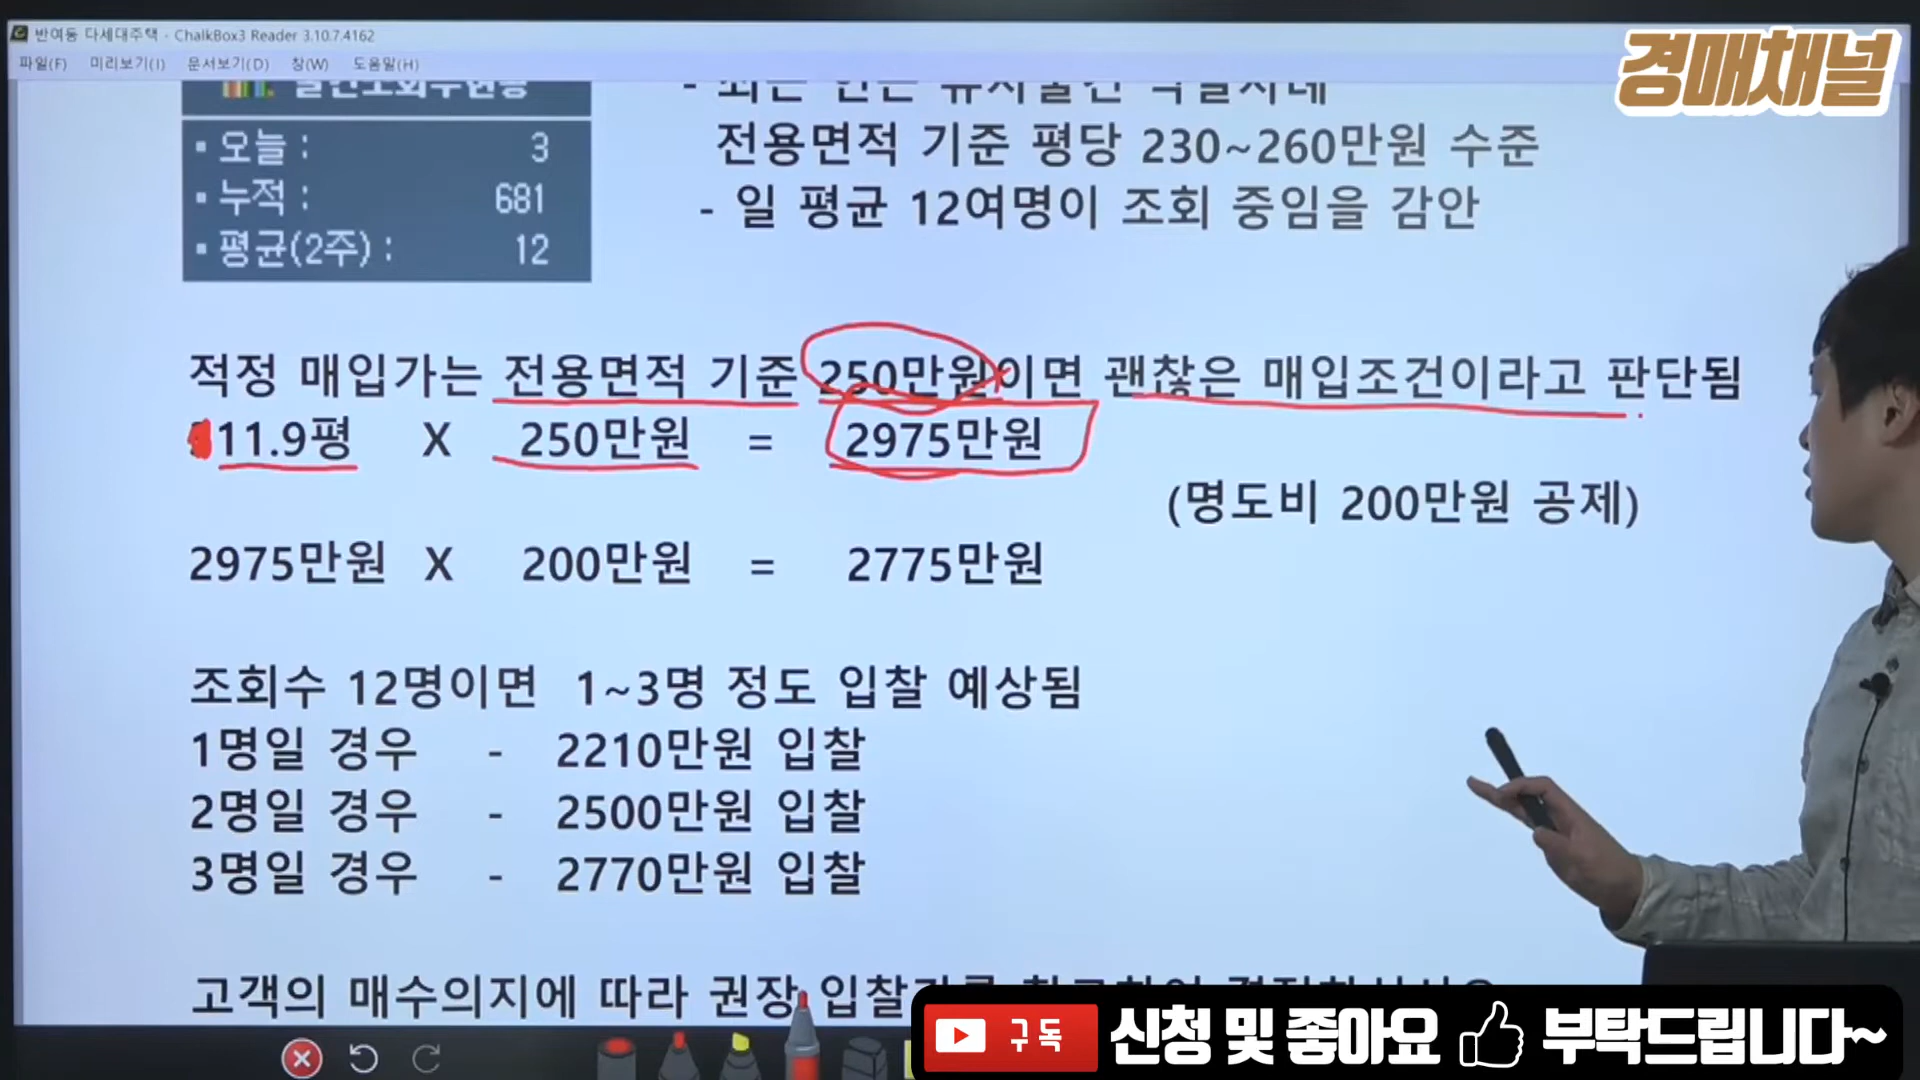 반여동 다세대주택 - ChalkBox3 Reader 3.10.7.4162
파일(F) 미리보기(I) 문서보기(D) 창(W) 도움말(H)
경매채널
전용면적 기준 평당 230~260만원 수준
▪ 오늘 : 3
▪ 누적 : 681
▪ 평균(2주) : 12
- 일 평균 12여명이 조회 중임을 감안
적정 매입가는 전용면적 기준 250만원이면 괜찮은 매입조건이라고 판단됨
11.9평 X 250만원 = 2975만원
(명도비 200만원 공제)
2975만원 X 200만원 = 2775만원
조회수 12명이면 1~3명 정도 입찰 예상됨
1명일 경우 - 2210만원 입찰
2명일 경우 - 2500만원 입찰
3명일 경우 - 2770만원 입찰
고객의 매수의지에 따라 권장
구독 신청 및 좋아요 부탁드립니다~